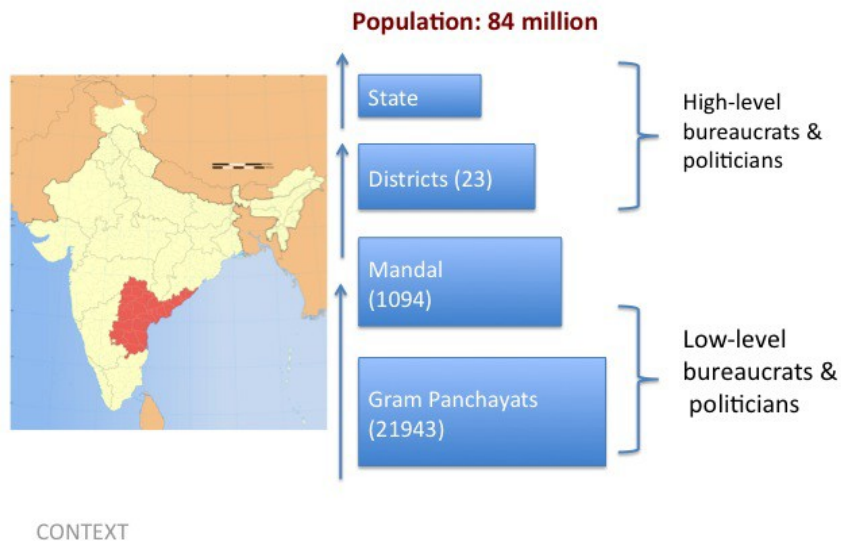 Population: 84 million
State
Districts (23)
Mandal
(1094)
Gram Panchayats
(21943)
High-level
bureaucrats &
politicians
Low-level
bureaucrats &
politicians
CONTEXT